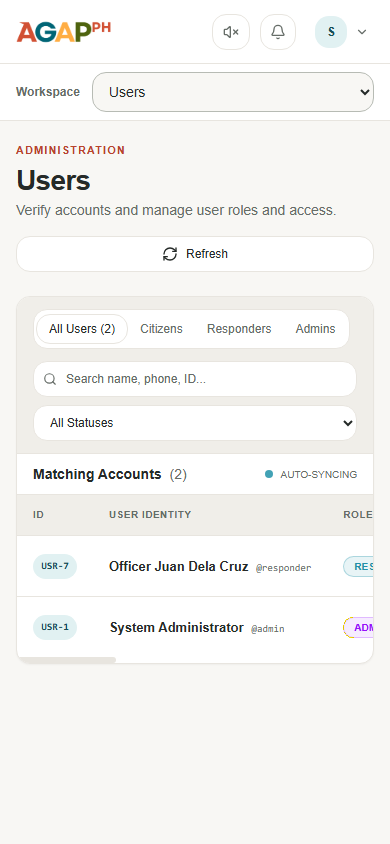 AGAPPH
S
Workspace
Users
ADMINISTRATION
Users
Verify accounts and manage user roles and access.
Refresh
All Users (2) Citizens Responders Admins
Search name, phone, ID...
All Statuses
Matching Accounts (2) AUTO-SYNCING
ID USER IDENTITY ROLE
USR-7 Officer Juan Dela Cruz @responder RES
USR-1 System Administrator @admin ADM